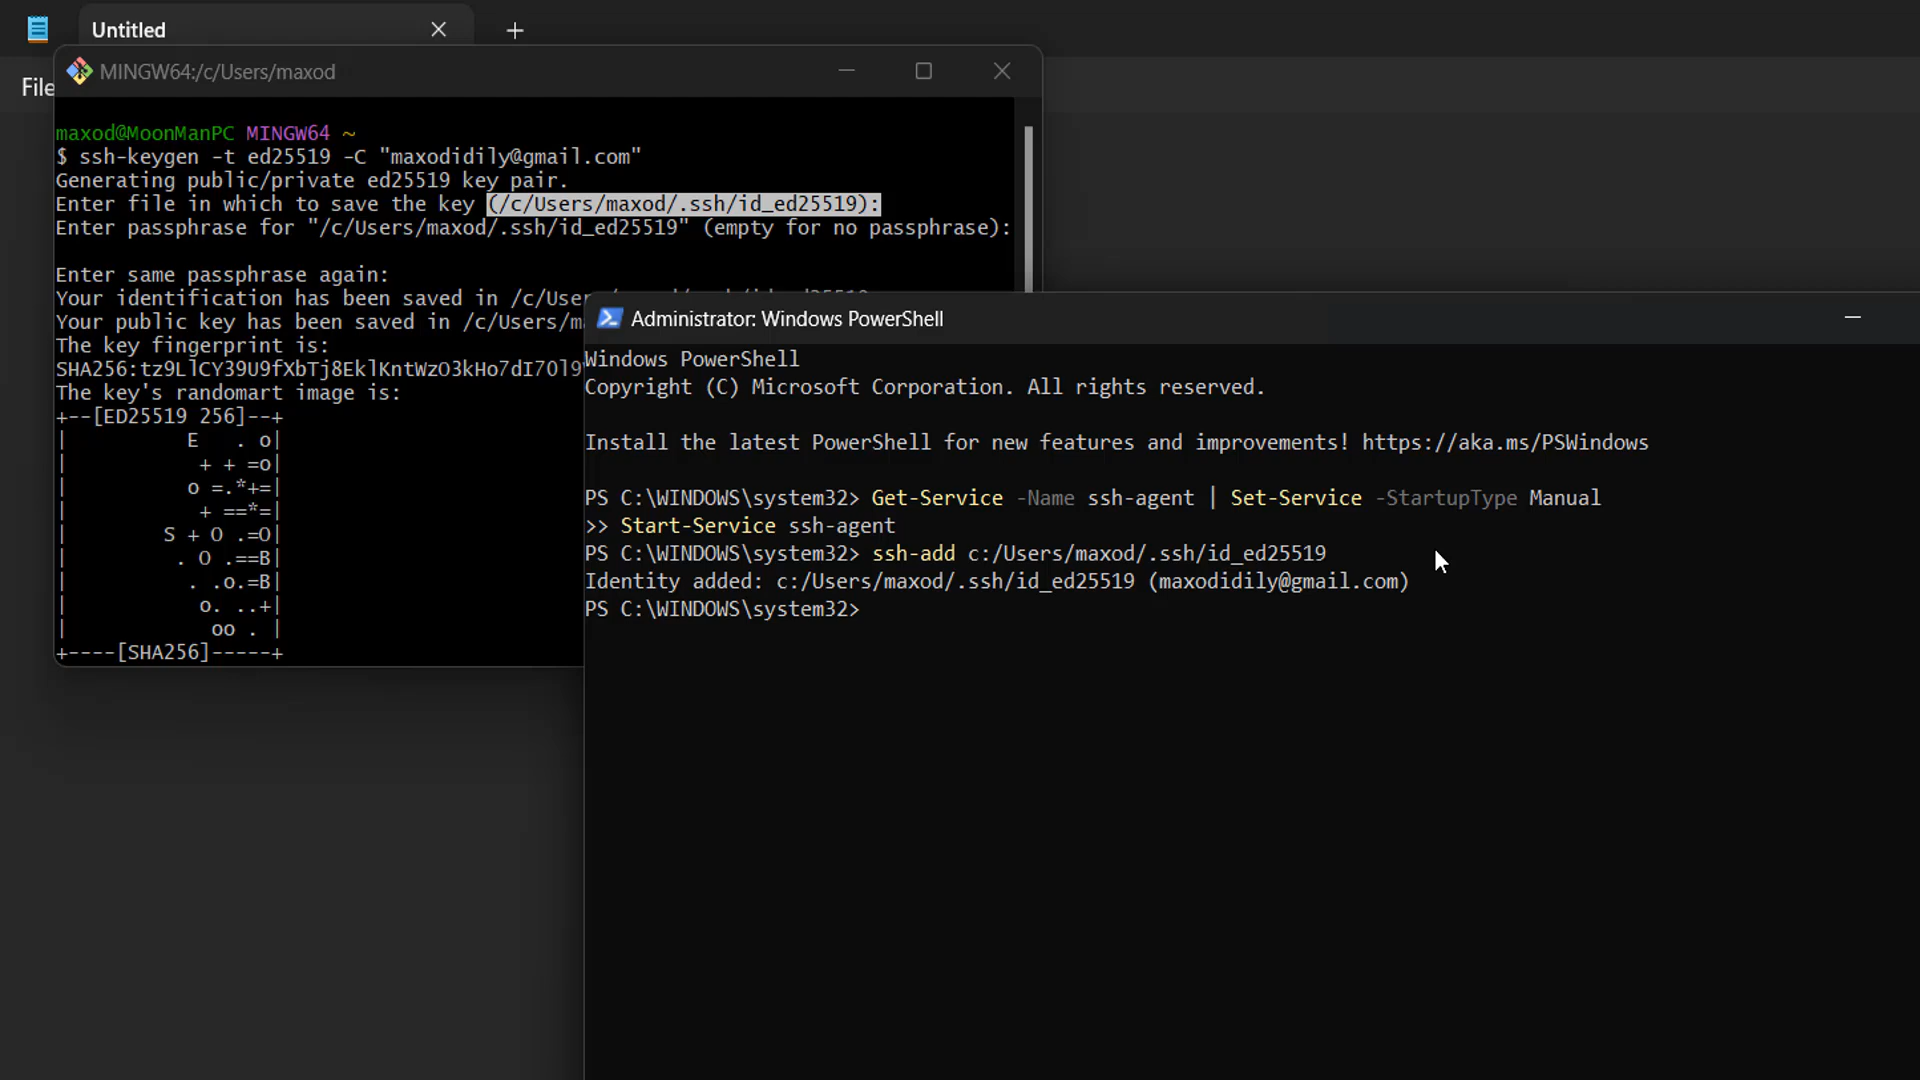 Untitled
File
MINGW64:/c/Users/maxod
maxod@MoonManPC MINGW64 ~
$ ssh-keygen -t ed25519 -C "maxodidily@gmail.com"
Generating public/private ed25519 key pair.
Enter file in which to save the key (/c/Users/maxod/.ssh/id_ed25519):
Enter passphrase for "/c/Users/maxod/.ssh/id_ed25519" (empty for no passphrase):
Enter same passphrase again:
Your identification has been saved in /c/User
Your public key has been saved in /c/Users/m
The key fingerprint is:
SHA256:tz9LlCY39U9fXbTj8EklKntWzO3kHo7dI7Ol9
The key's randomart image is:
+--[ED25519 256]--+
|          E   . o|
|           + + =o|
|          o =.*+=|
|           + ==*=|
|        S + O .=O|
|         . O .==B|
|          . .o.=B|
|           o. ..+|
|            oo . |
+----[SHA256]-----+
Administrator: Windows PowerShell
Windows PowerShell
Copyright (C) Microsoft Corporation. All rights reserved.
Install the latest PowerShell for new features and improvements! https://aka.ms/PSWindows
PS C:\WINDOWS\system32> Get-Service -Name ssh-agent | Set-Service -StartupType Manual
>> Start-Service ssh-agent
PS C:\WINDOWS\system32> ssh-add c:/Users/maxod/.ssh/id_ed25519
Identity added: c:/Users/maxod/.ssh/id_ed25519 (maxodidily@gmail.com)
PS C:\WINDOWS\system32>